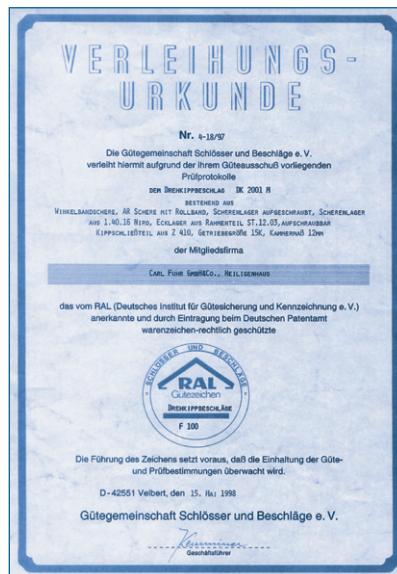 VERLEIHUNGS-
URKUNDE
Nr. 4-18/97
Die Gütegemeinschaft Schlösser und Beschläge e. V.
verleiht hiermit aufgrund der ihrem Güteausschuß vorliegenden
Prüfprotokolle
DEM DREHKIPPBESCHLAG DK 2001 M
BESTEHEND AUS
WINKELBANDSCHERE, AR SCHERE MIT ROLLBAND, SCHERENLAGER AUFGESCHRAUBT, SCHERENLAGER
AUS 1.40.16 NIRO, ECKLAGER AUS RAHMENTEIL ST.12.03, AUFSCHRAUBBAR
KIPPSCHLIEßTEIL AUS Z 410, GETRIEBEGRÖßE 15K, KAMMERMAß 12MM
der Mitgliedsfirma
CARL FUHR GMBH&CO., HEILIGENHAUS
das vom RAL (Deutsches Institut für Gütesicherung und Kennzeichnung e. V.)
anerkannte und durch Eintragung beim Deutschen Patentamt
warenzeichen-rechtlich geschützte
SCHLÖSSER UND BESCHLÄGE
RAL
Gütezeichen
DREHKIPPBESCHLÄGE
F 100
Die Führung des Zeichens setzt voraus, daß die Einhaltung der Güte-
und Prüfbestimmungen überwacht wird.
D-42551 Velbert, den 15. MAI 1998
Gütegemeinschaft Schlösser und Beschläge e. V.
Geschäftsführer